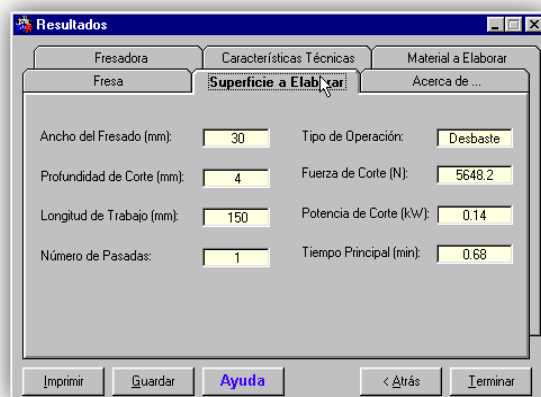 Resultados
Fresadora
Características Técnicas
Material a Elaborar
Fresa
Superficie a Elaborar
Acerca de ...
Ancho del Fresado (mm): 30
Tipo de Operación: Desbaste
Profundidad de Corte (mm): 4
Fuerza de Corte (N): 5648.2
Longitud de Trabajo (mm): 150
Potencia de Corte (kW): 0.14
Número de Pasadas: 1
Tiempo Principal (min): 0.68
Imprimir
Guardar
Ayuda
< Atrás
Terminar